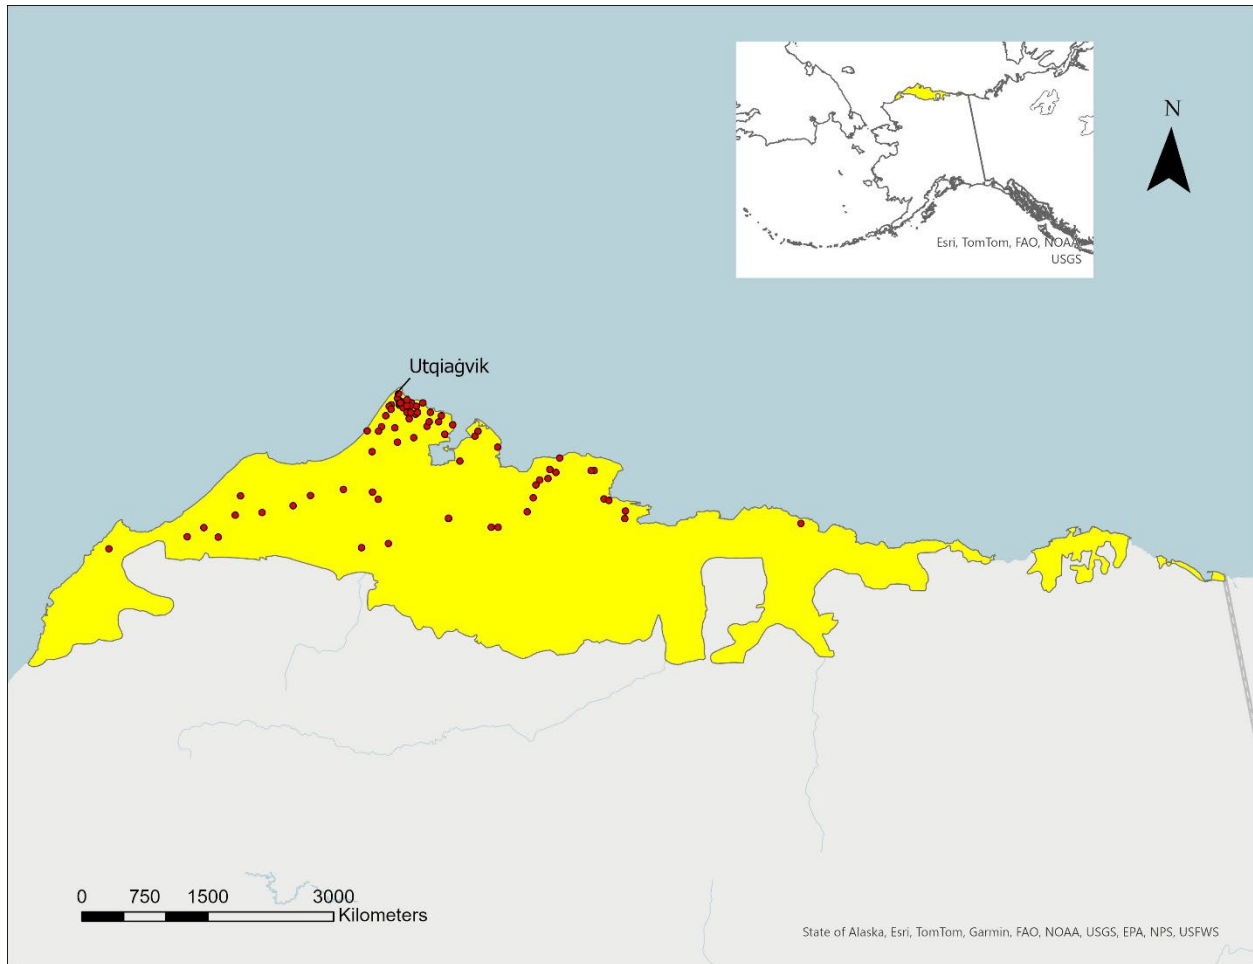 N
Esri, TomTom, FAO, NOAA,
USGS
Utqiaġvik
0 750 1500 3000
Kilometers
State of Alaska, Esri, TomTom, Garmin, FAO, NOAA, USGS, EPA, NPS, USFWS